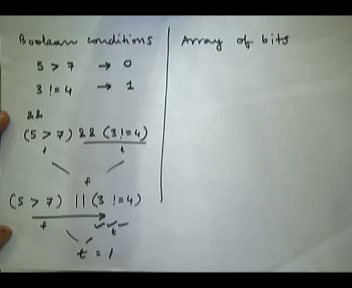 Boolean conditions
5 > 7 → 0
3 != 4 → 1
&&
(5 > 7) && (3 != 4)
f t
f
(5 > 7) || (3 != 4)
f t
t = 1
Array of bits